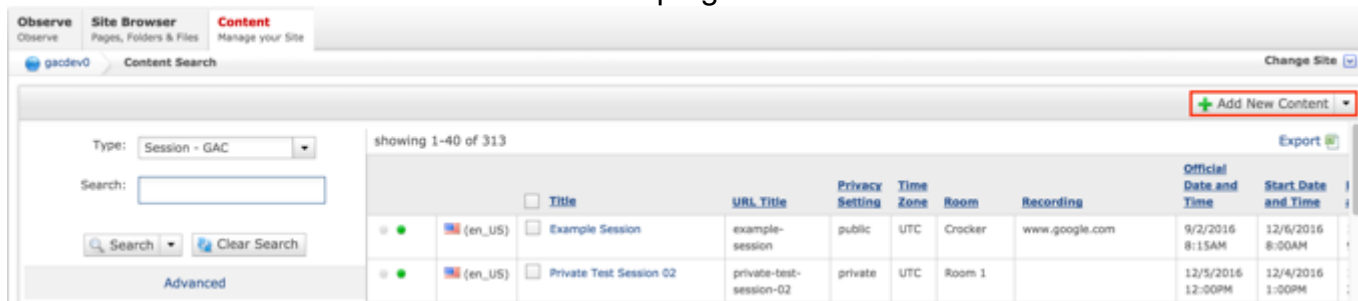 Observe Site Browser Content
Observe Pages, Folders & Files Manage your Site
gacdev0 Content Search Change Site
Add New Content
Type: Session - GAC
showing 1-40 of 313 Export
Search:
Title URL Title Privacy Setting Time Zone Room Recording Official Date and Time Start Date and Time
(en_US) Example Session example-session public UTC Crocker www.google.com 9/2/2016 8:15AM 12/6/2016 8:00AM
Search Clear Search
(en_US) Private Test Session 02 private-test-session-02 private UTC Room 1 12/5/2016 12:00PM 12/4/2016 1:00PM
Advanced